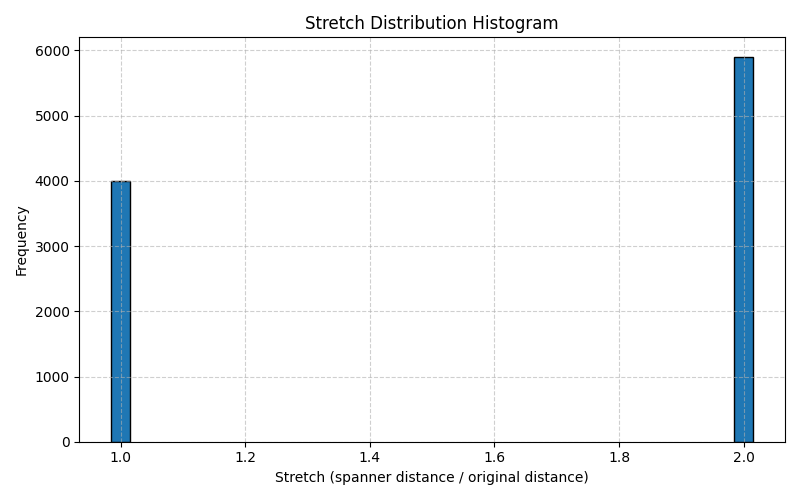 Stretch Distribution Histogram
Frequency
6000
5000
4000
3000
2000
1000
0
1.0 1.2 1.4 1.6 1.8 2.0
Stretch (spanner distance / original distance)